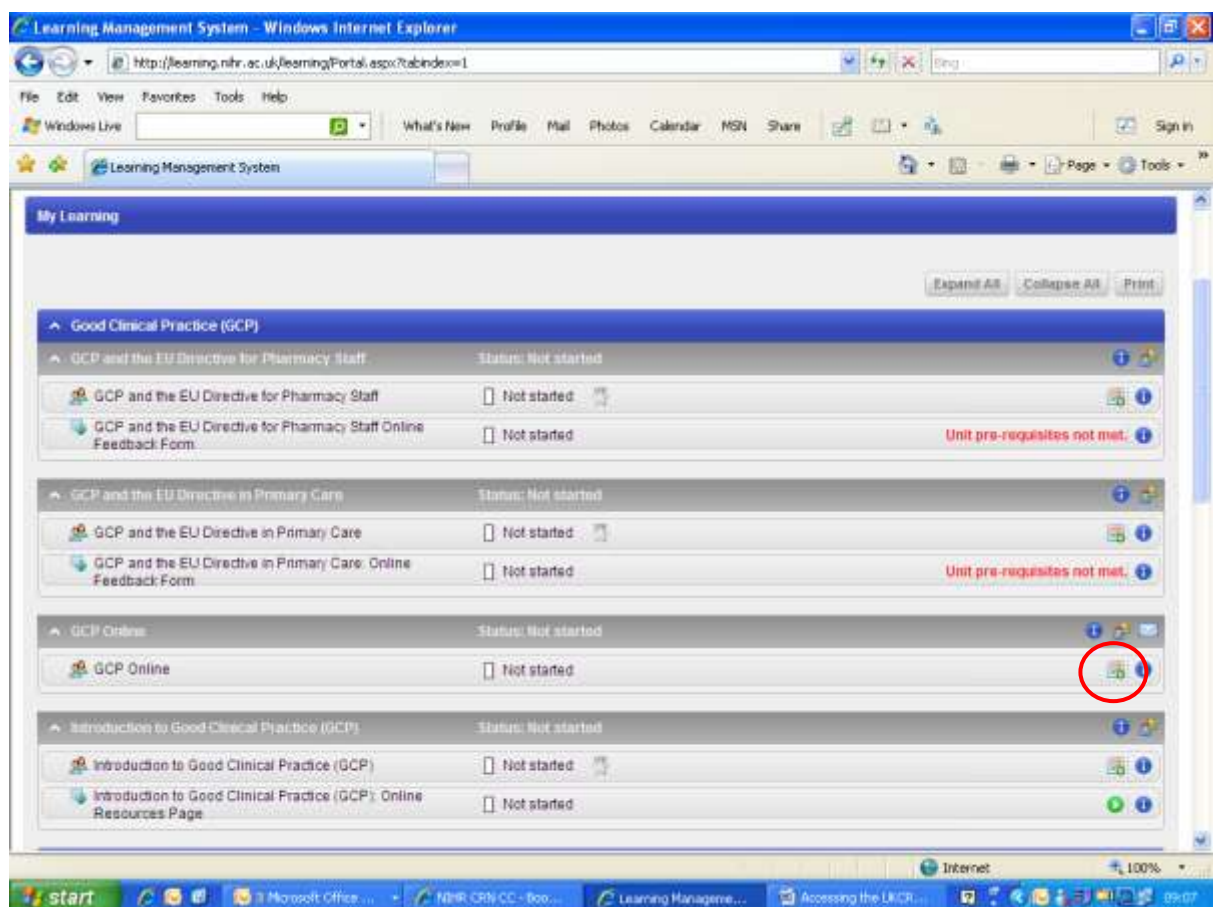 Learning Management System - Windows Internet Explorer
http://learning.nihr.ac.uk/learning/Portal.aspx?tabindex=1
Bing
File Edit View Favorites Tools Help
Windows Live What's New Profile Mail Photos Calendar MSN Share Sign in
Learning Management System Page Tools
My Learning
Expand All Collapse All Print
Good Clinical Practice (GCP)
GCP and the EU Directive for Pharmacy Staff Status: Not started
GCP and the EU Directive for Pharmacy Staff Not started
GCP and the EU Directive for Pharmacy Staff Online Feedback Form Not started Unit pre-requisites not met.
GCP and the EU Directive in Primary Care Status: Not started
GCP and the EU Directive in Primary Care Not started
GCP and the EU Directive in Primary Care: Online Feedback Form Not started Unit pre-requisites not met.
GCP Online Status: Not started
GCP Online Not started
Introduction to Good Clinical Practice (GCP) Status: Not started
Introduction to Good Clinical Practice (GCP) Not started
Introduction to Good Clinical Practice (GCP): Online Resources Page Not started
Internet 100%
start 3 Microsoft Office ... NIHR CRN CC - Boo... Learning Manageme... Accessing the UKCR... 09:07